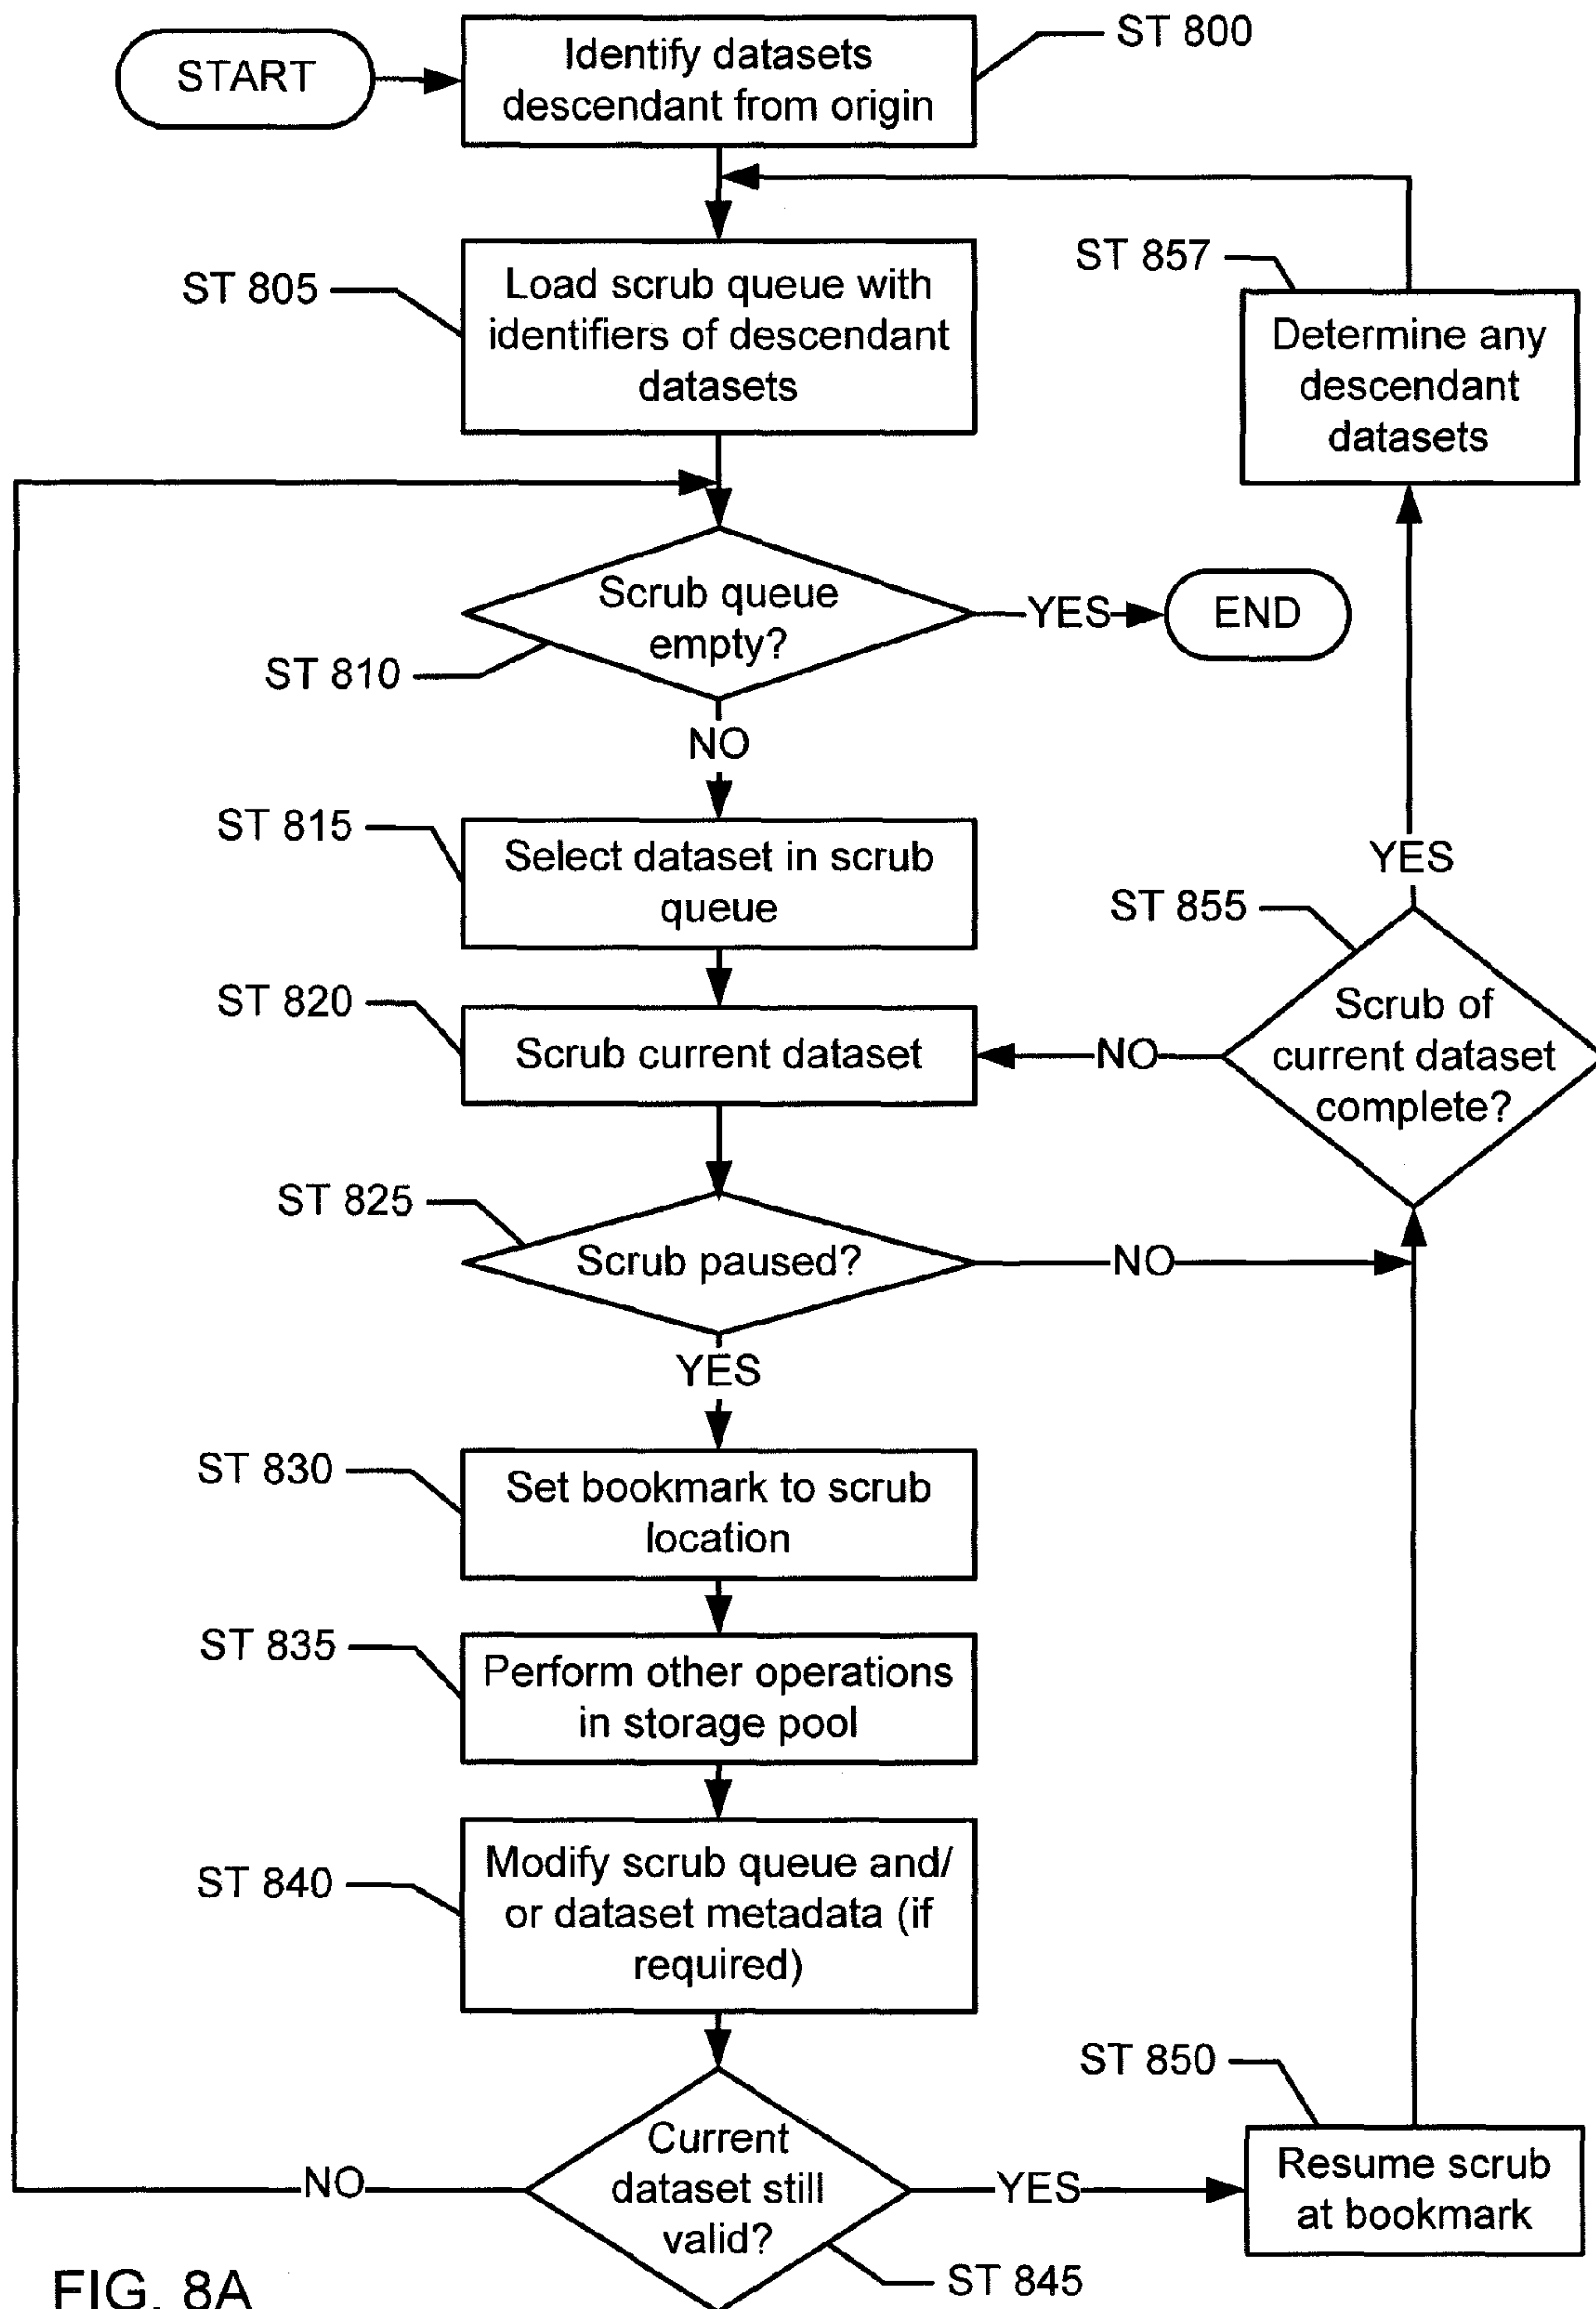 START
Identify datasets
descendant from origin
ST 800
ST 805
Load scrub queue with
identifiers of descendant
datasets
ST 857
Determine any
descendant
datasets
Scrub queue
empty?
YES
END
ST 810
NO
ST 815
Select dataset in scrub
queue
YES
ST 855
Scrub of
current dataset
complete?
ST 820
Scrub current dataset
NO
ST 825
Scrub paused?
NO
YES
ST 830
Set bookmark to scrub
location
ST 835
Perform other operations
in storage pool
ST 840
Modify scrub queue and/
or dataset metadata (if
required)
ST 850
NO
Current
dataset still
valid?
YES
Resume scrub
at bookmark
ST 845
FIG. 8A